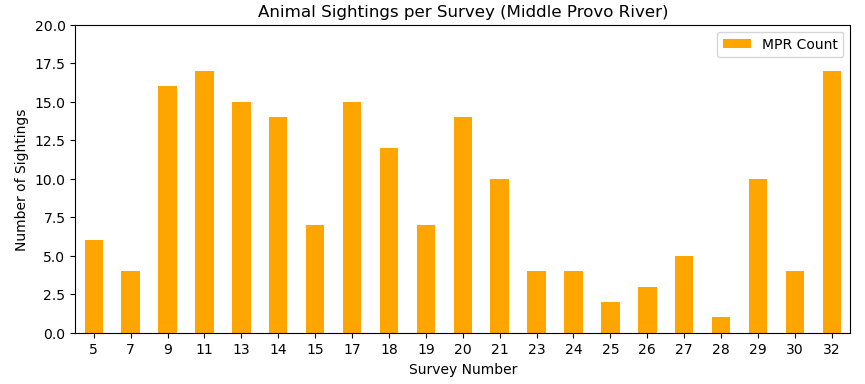 Animal Sightings per Survey (Middle Provo River)
20.0
17.5
15.0
12.5
10.0
7.5
5.0
2.5
0.0
Number of Sightings
MPR Count
5 7 9 11 13 14 15 17 18 19 20 21 23 24 25 26 27 28 29 30 32
Survey Number